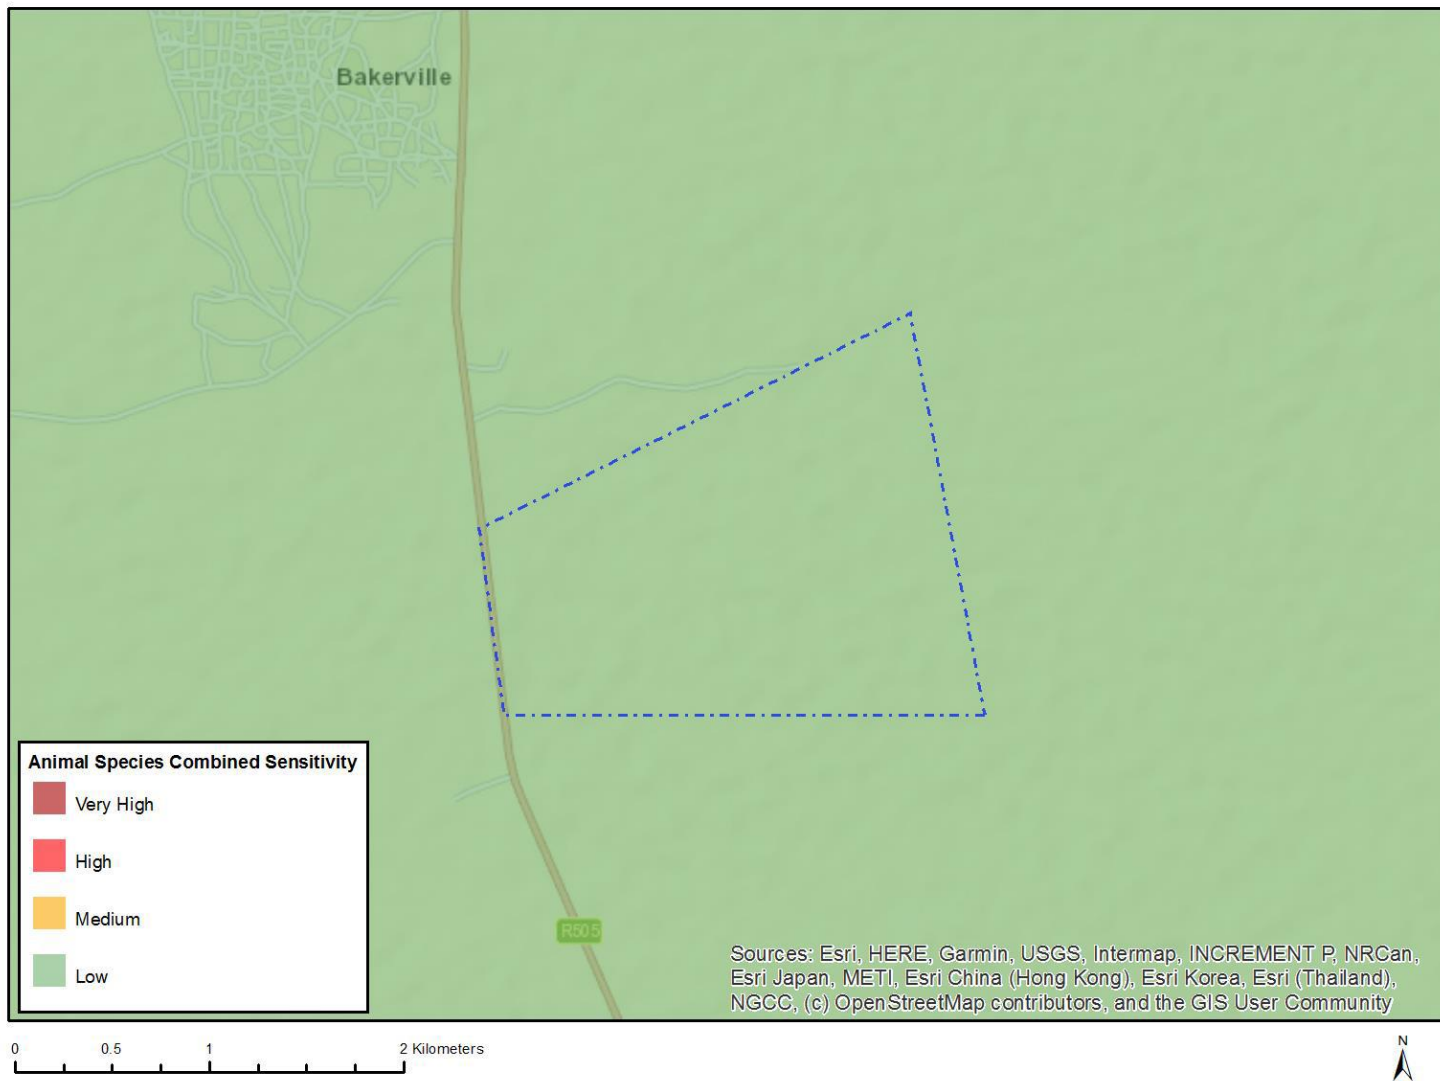 Bakerville
Animal Species Combined Sensitivity
Very High
High
Medium
Low
R505
Sources: Esri, HERE, Garmin, USGS, Intermap, INCREMENT P, NRCan,
Esri Japan, METI, Esri China (Hong Kong), Esri Korea, Esri (Thailand),
NGCC, (c) OpenStreetMap contributors, and the GIS User Community
0 0.5 1 2 Kilometers
N